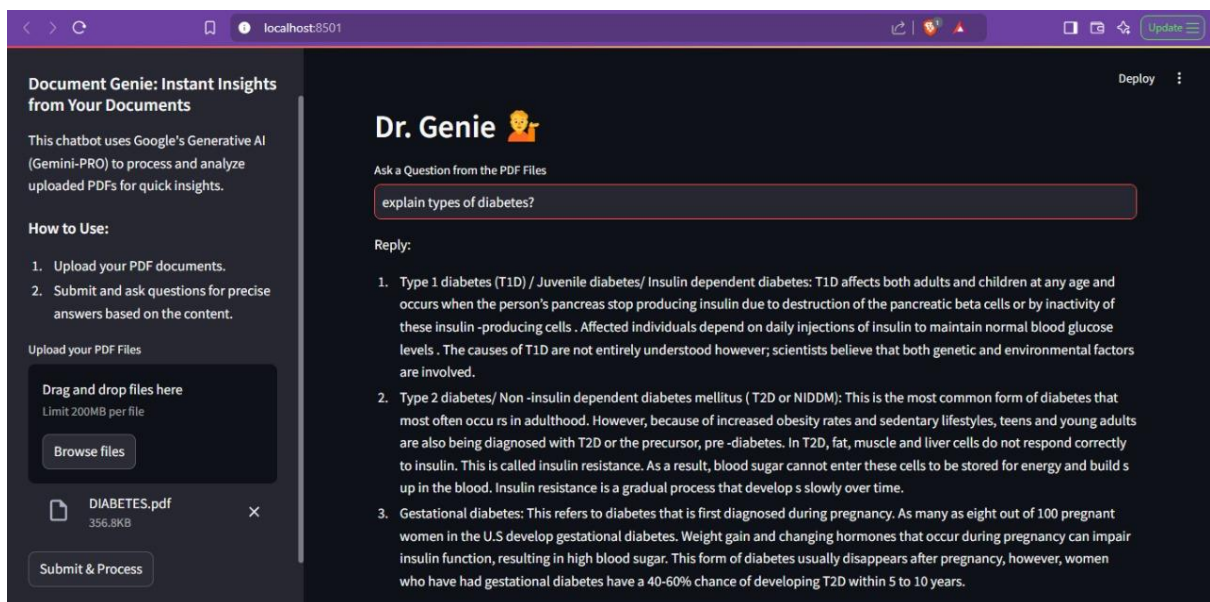 localhost:8501
Update
Document Genie: Instant Insights
from Your Documents
This chatbot uses Google's Generative AI
(Gemini-PRO) to process and analyze
uploaded PDFs for quick insights.
How to Use:
1. Upload your PDF documents.
2. Submit and ask questions for precise
answers based on the content.
Upload your PDF Files
Drag and drop files here
Limit 200MB per file
Browse files
DIABETES.pdf
356.8KB
Submit & Process
Deploy
Dr. Genie
Ask a Question from the PDF Files
explain types of diabetes?
Reply:
1. Type 1 diabetes (T1D) / Juvenile diabetes/ Insulin dependent diabetes: T1D affects both adults and children at any age and
occurs when the person's pancreas stop producing insulin due to destruction of the pancreatic beta cells or by inactivity of
these insulin -producing cells . Affected individuals depend on daily injections of insulin to maintain normal blood glucose
levels . The causes of T1D are not entirely understood however; scientists believe that both genetic and environmental factors
are involved.
2. Type 2 diabetes/ Non -insulin dependent diabetes mellitus ( T2D or NIDDM): This is the most common form of diabetes that
most often occu rs in adulthood. However, because of increased obesity rates and sedentary lifestyles, teens and young adults
are also being diagnosed with T2D or the precursor, pre -diabetes. In T2D, fat, muscle and liver cells do not respond correctly
to insulin. This is called insulin resistance. As a result, blood sugar cannot enter these cells to be stored for energy and build s
up in the blood. Insulin resistance is a gradual process that develop s slowly over time.
3. Gestational diabetes: This refers to diabetes that is first diagnosed during pregnancy. As many as eight out of 100 pregnant
women in the U.S develop gestational diabetes. Weight gain and changing hormones that occur during pregnancy can impair
insulin function, resulting in high blood sugar. This form of diabetes usually disappears after pregnancy, however, women
who have had gestational diabetes have a 40-60% chance of developing T2D within 5 to 10 years.